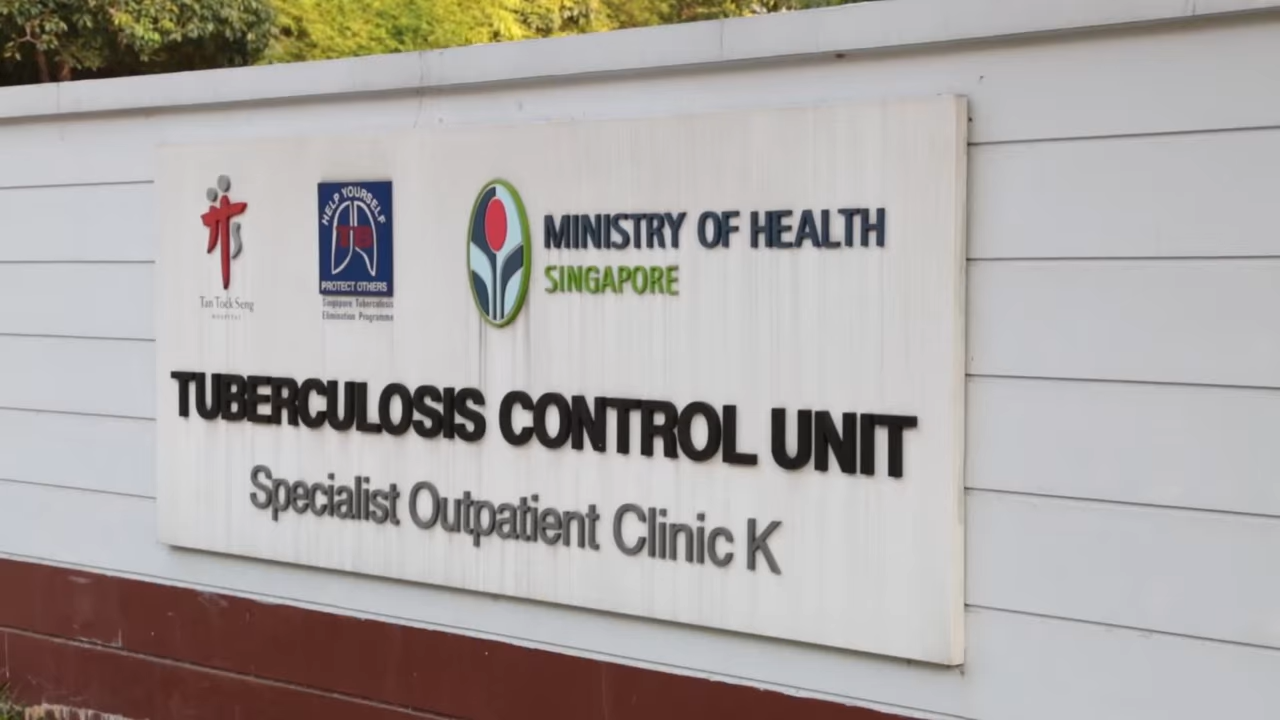 Tan Tock Seng
HOSPITAL
HELP YOURSELF
TB
PROTECT OTHERS
Singapore Tuberculosis
Elimination Programme
MINISTRY OF HEALTH
SINGAPORE
TUBERCULOSIS CONTROL UNIT
Specialist Outpatient Clinic K